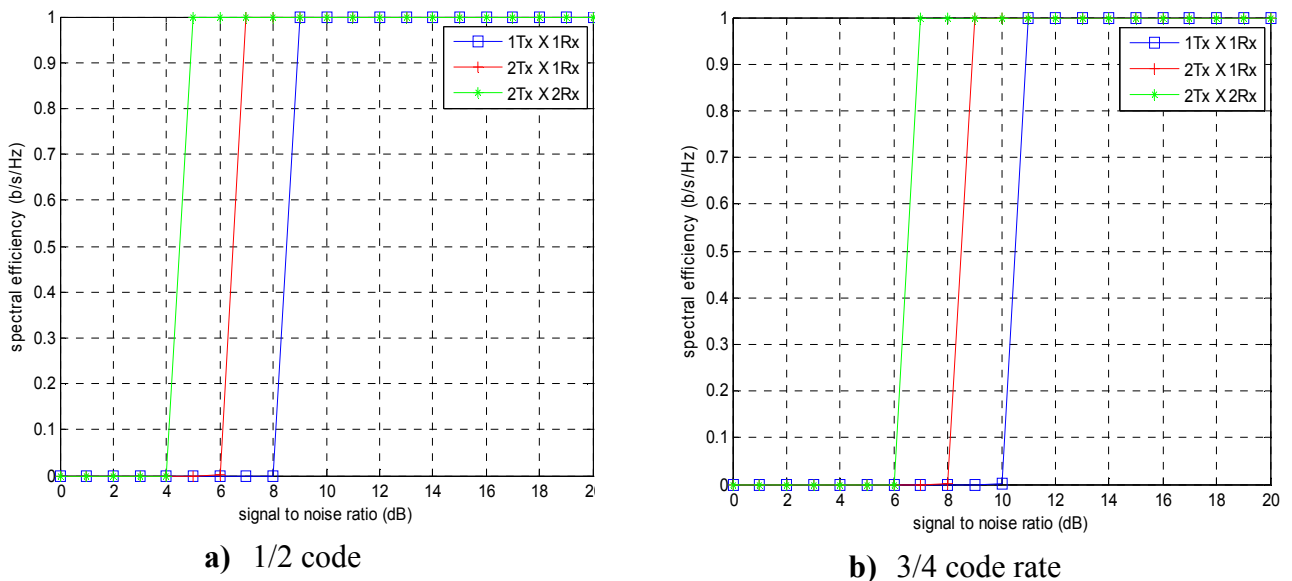 1
0.9
0.8
0.7
0.6
0.5
0.4
0.3
0.2
0.1
0
spectral efficiency (b/s/Hz)
0 2 4 6 8 10 12 14 16 18 20
signal to noise ratio (dB)
1Tx X 1Rx
2Tx X 1Rx
2Tx X 2Rx
a) 1/2 code
1
0.9
0.8
0.7
0.6
0.5
0.4
0.3
0.2
0.1
0
spectral efficiency (b/s/Hz)
0 2 4 6 8 10 12 14 16 18 20
signal to noise ratio (dB)
1Tx X 1Rx
2Tx X 1Rx
2Tx X 2Rx
b) 3/4 code rate